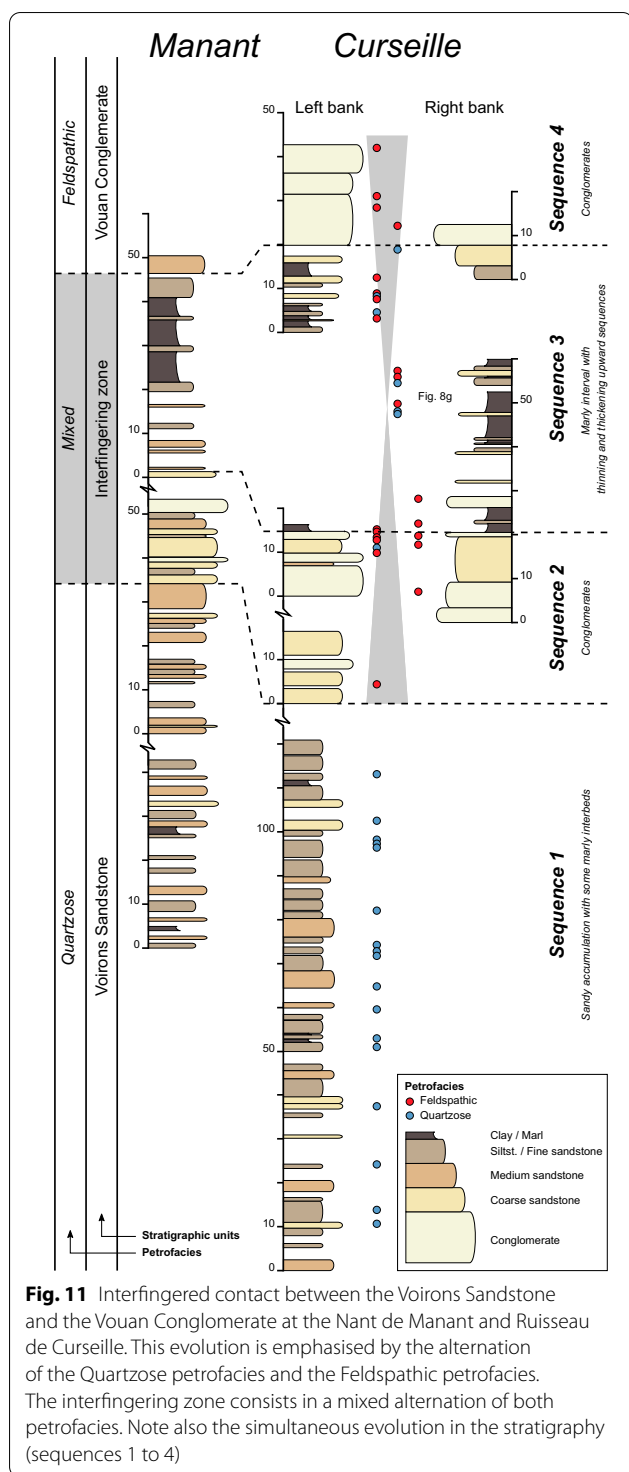 Manant
Curseille
Left bank
Right bank
Feldspathic
Vouan Conglomerate
Mixed
Interfingering zone
Quartzose
Voirons Sandstone
Stratigraphic units
Petrofacies
50
10
0
50
10
0
10
0
50
10
0
10
0
10
0
100
50
10
0
10
0
50
10
0
Fig. 8g
Sequence 4
Conglomerates
Sequence 3
Marly interval with
thinning and thickening upward sequences
Sequence 2
Conglomerates
Sequence 1
Sandy accumulation with some marly interbeds
Petrofacies
Feldspathic
Quartzose
Clay / Marl
Siltst. / Fine sandstone
Medium sandstone
Coarse sandstone
Conglomerate
Fig. 11 Interfingered contact between the Voirons Sandstone
and the Vouan Conglomerate at the Nant de Manant and Ruisseau
de Curseille. This evolution is emphasised by the alternation
of the Quartzose petrofacies and the Feldspathic petrofacies.
The interfingering zone consists in a mixed alternation of both
petrofacies. Note also the simultaneous evolution in the stratigraphy
(sequences 1 to 4)